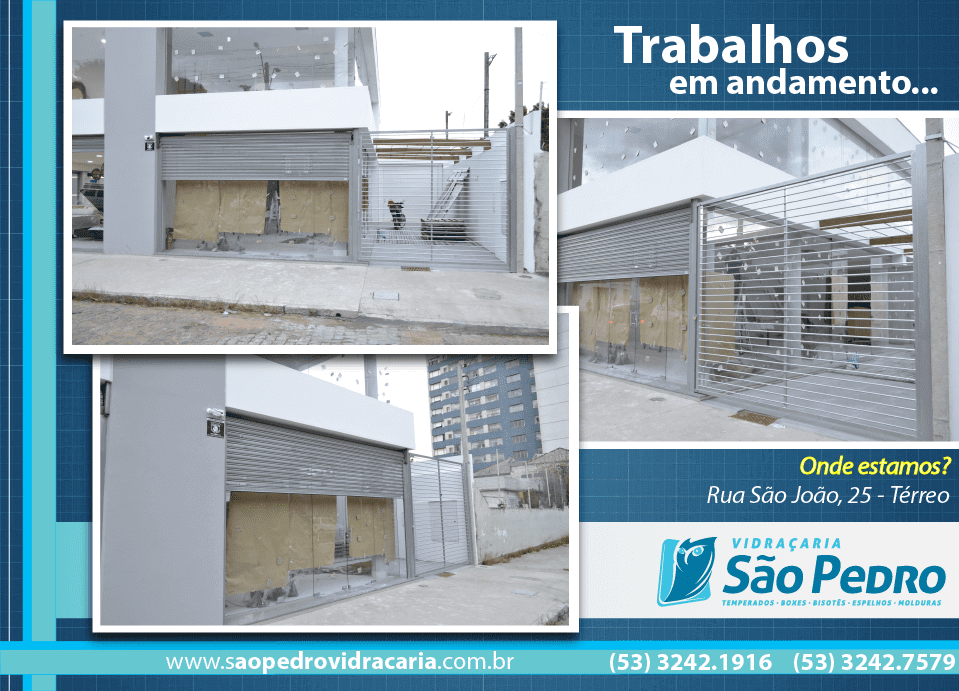 Trabalhos
em andamento...
Onde estamos?
Rua São João, 25 - Térreo
VIDRAÇARIA
São Pedro
TEMPERADOS • BOXES • BISOTÊS • ESPELHOS • MOLDURAS
www.saopedrovidracaria.com.br
(53) 3242.1916 (53) 3242.7579